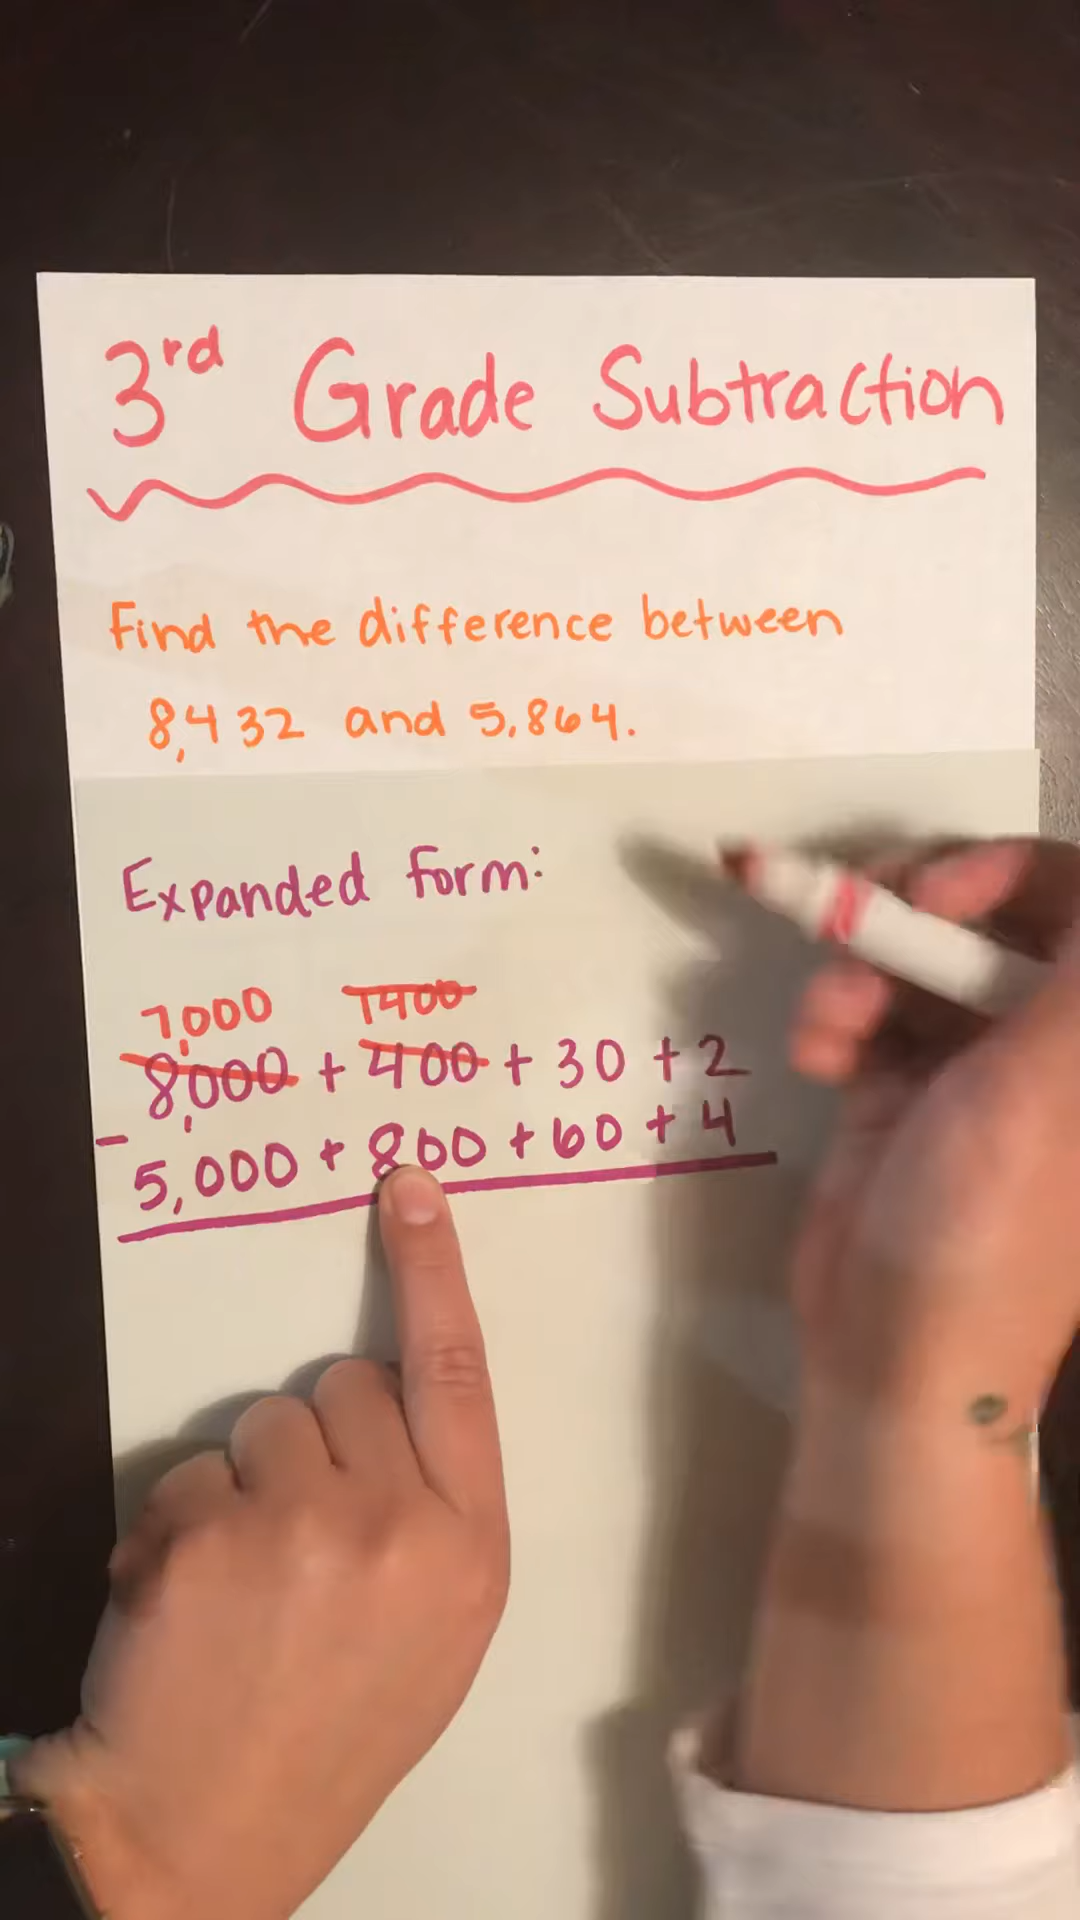 3rd Grade Subtraction
Find the difference between
8,432 and 5,864.
Expanded form:
7,000 1400
8,000 + 400 + 30 + 2
- 5,000 + 800 + 60 + 4